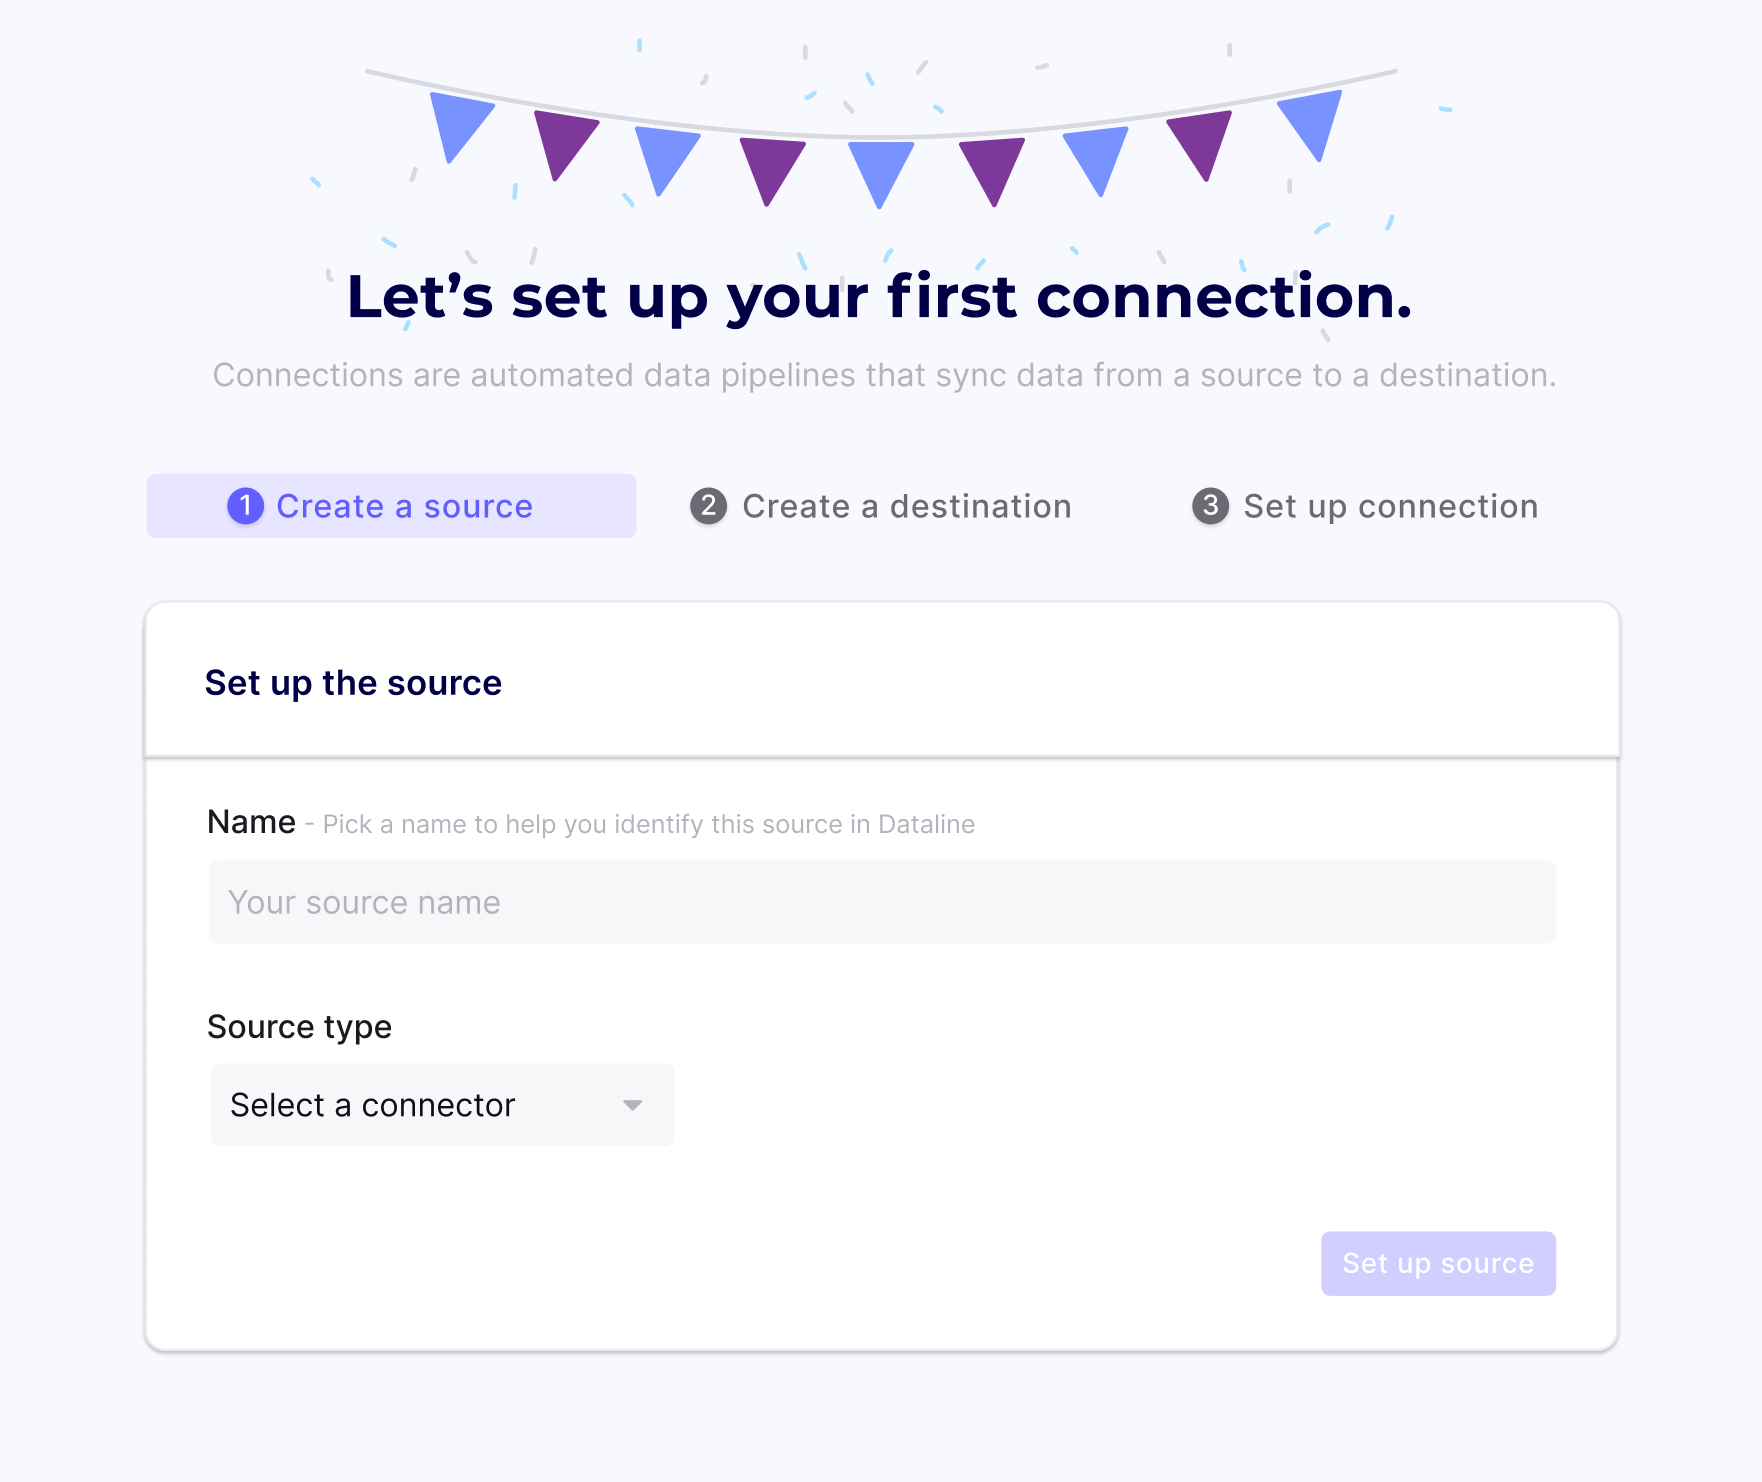 Let’s set up your first connection.
Connections are automated data pipelines that sync data from a source to a destination.
1 Create a source
2 Create a destination
3 Set up connection
Set up the source
Name - Pick a name to help you identify this source in Dataline
Your source name
Source type
Select a connector
Set up source